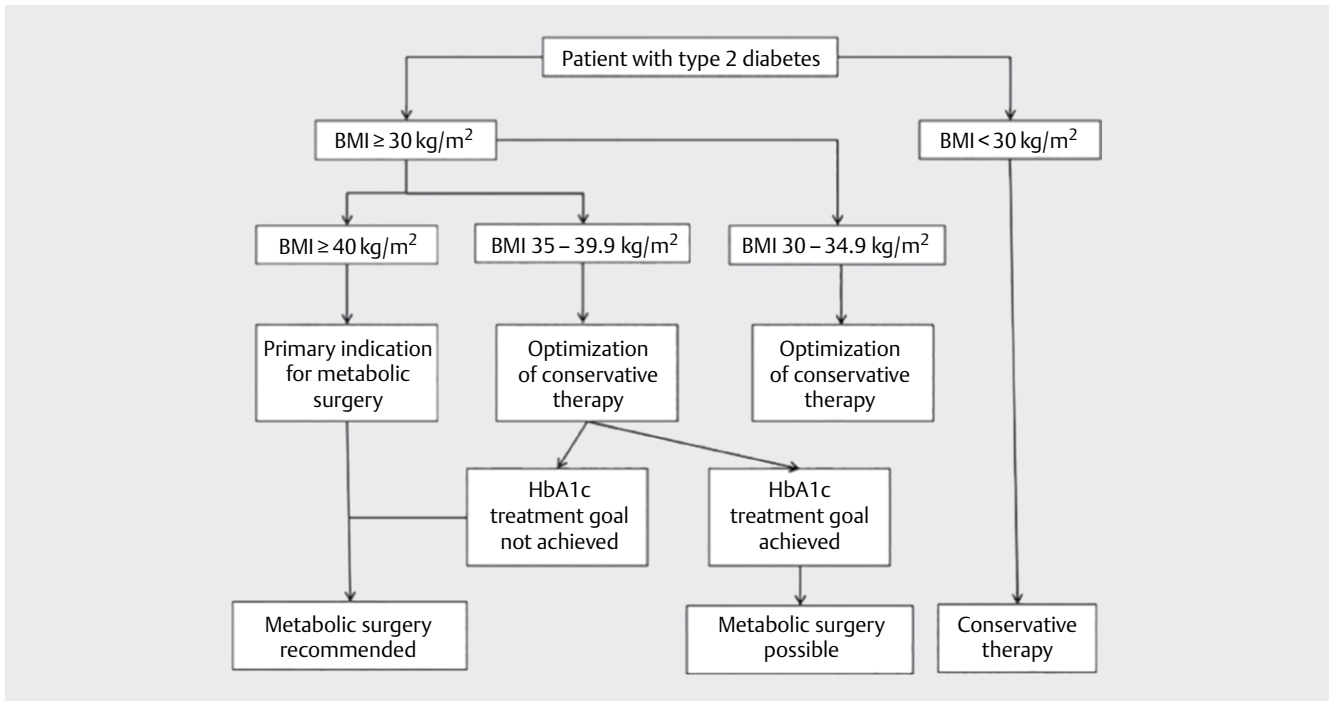 Patient with type 2 diabetes
BMI ≥ 30 kg/m²
BMI < 30 kg/m²
BMI ≥ 40 kg/m²
BMI 35 – 39.9 kg/m²
BMI 30 – 34.9 kg/m²
Primary indication
for metabolic
surgery
Optimization
of conservative
therapy
Optimization
of conservative
therapy
HbA1c
treatment goal
not achieved
HbA1c
treatment goal
achieved
Metabolic surgery
recommended
Metabolic surgery
possible
Conservative
therapy